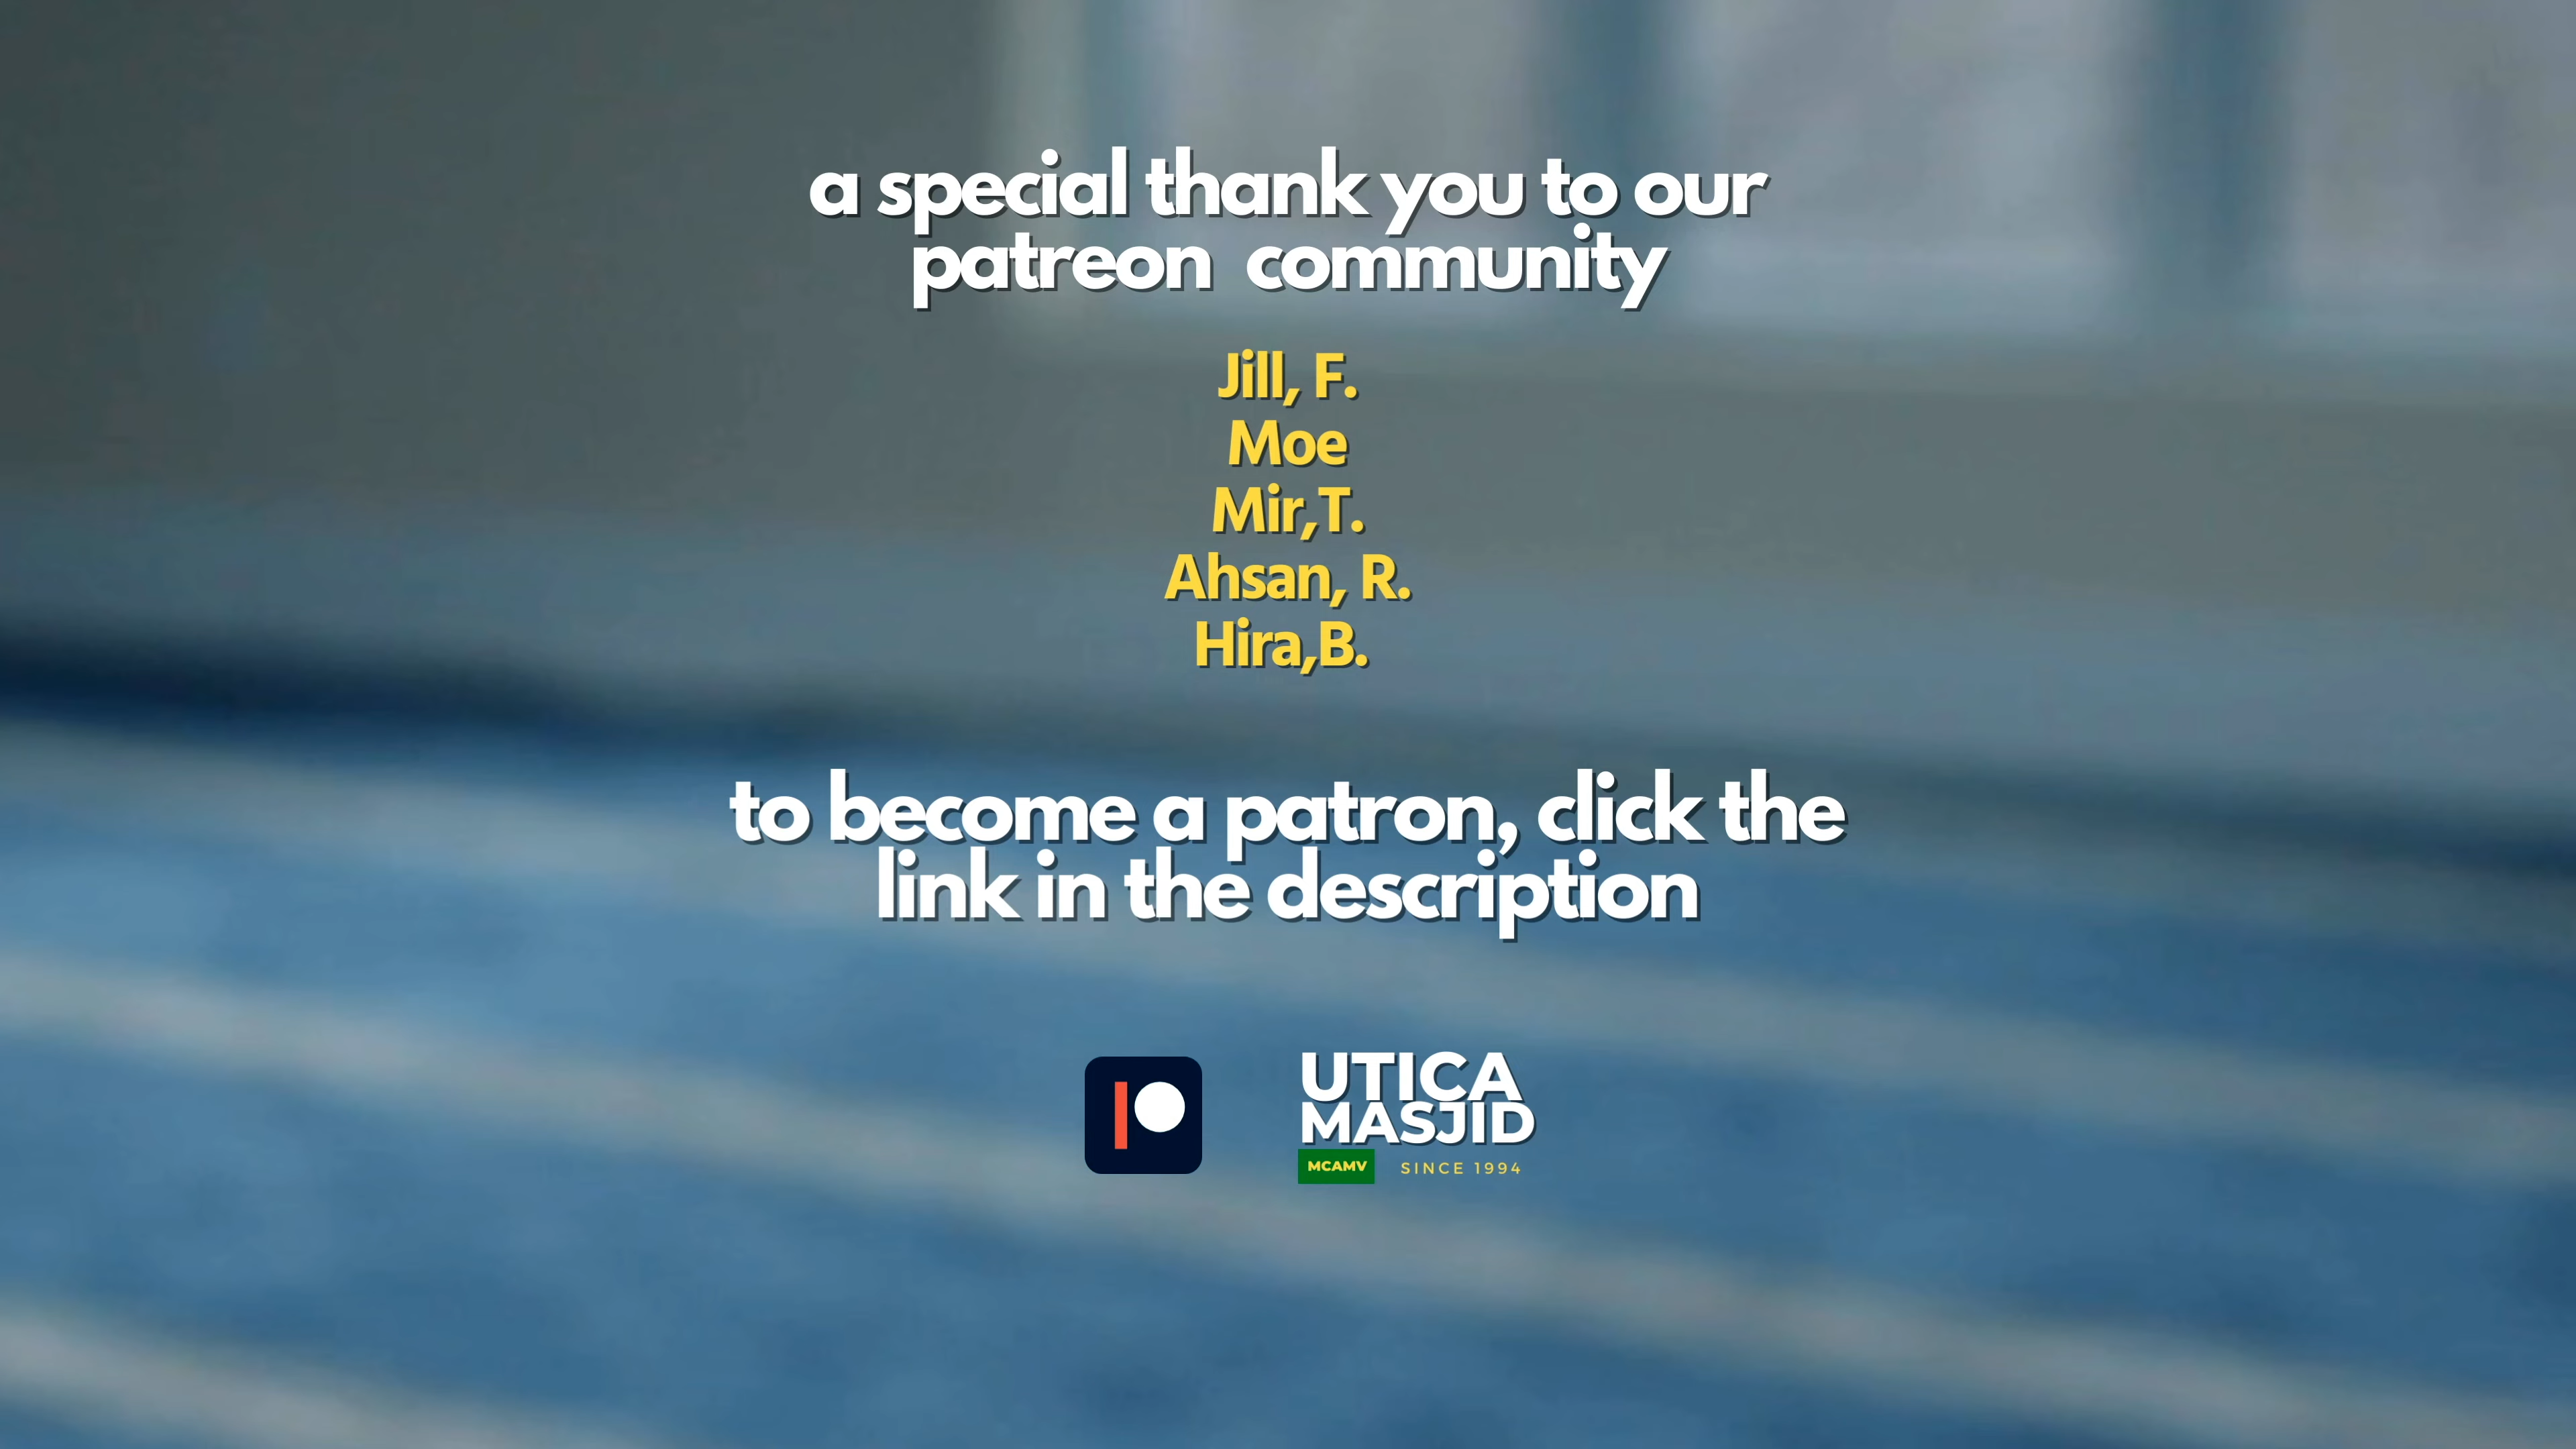 a special thank you to our
patreon community
Jill, F.
Moe
Mir,T.
Ahsan, R.
Hira,B.
to become a patron, click the
link in the description
UTICA
MASJID
MCAMV SINCE 1994